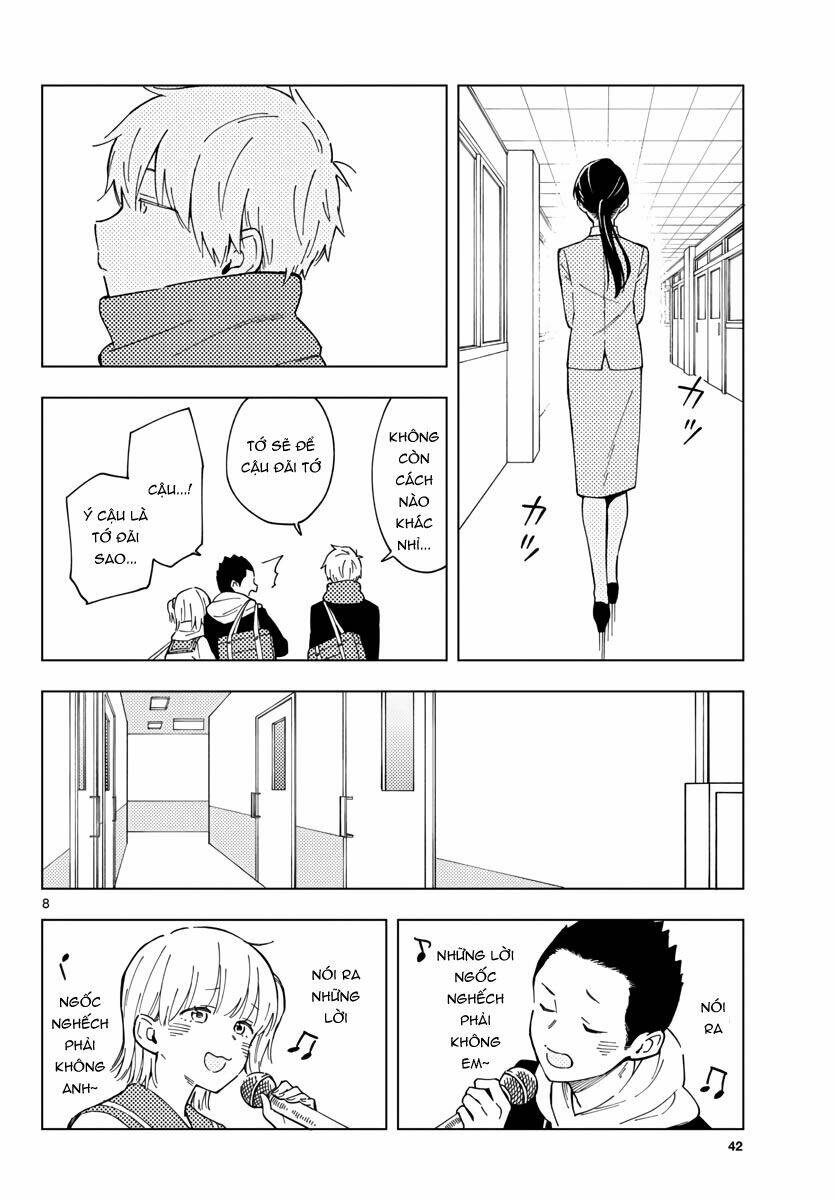 カツ
カツ
KHÔNG
CÒN
CÁCH
NÀO
KHÁC
NHỈ...
TỚ SẼ ĐỂ
CẬU ĐÃI TỚ
CẬU...!
Ý CẬU LÀ
TỚ ĐÃI
SAO...
8
NÓI
RA
NHỮNG LỜI
NGỐC
NGHẾCH
PHẢI
KHÔNG
EM~
NÓI RA
NHỮNG
LỜI
NGỐC
NGHẾCH
PHẢI
KHÔNG
ANH~
42